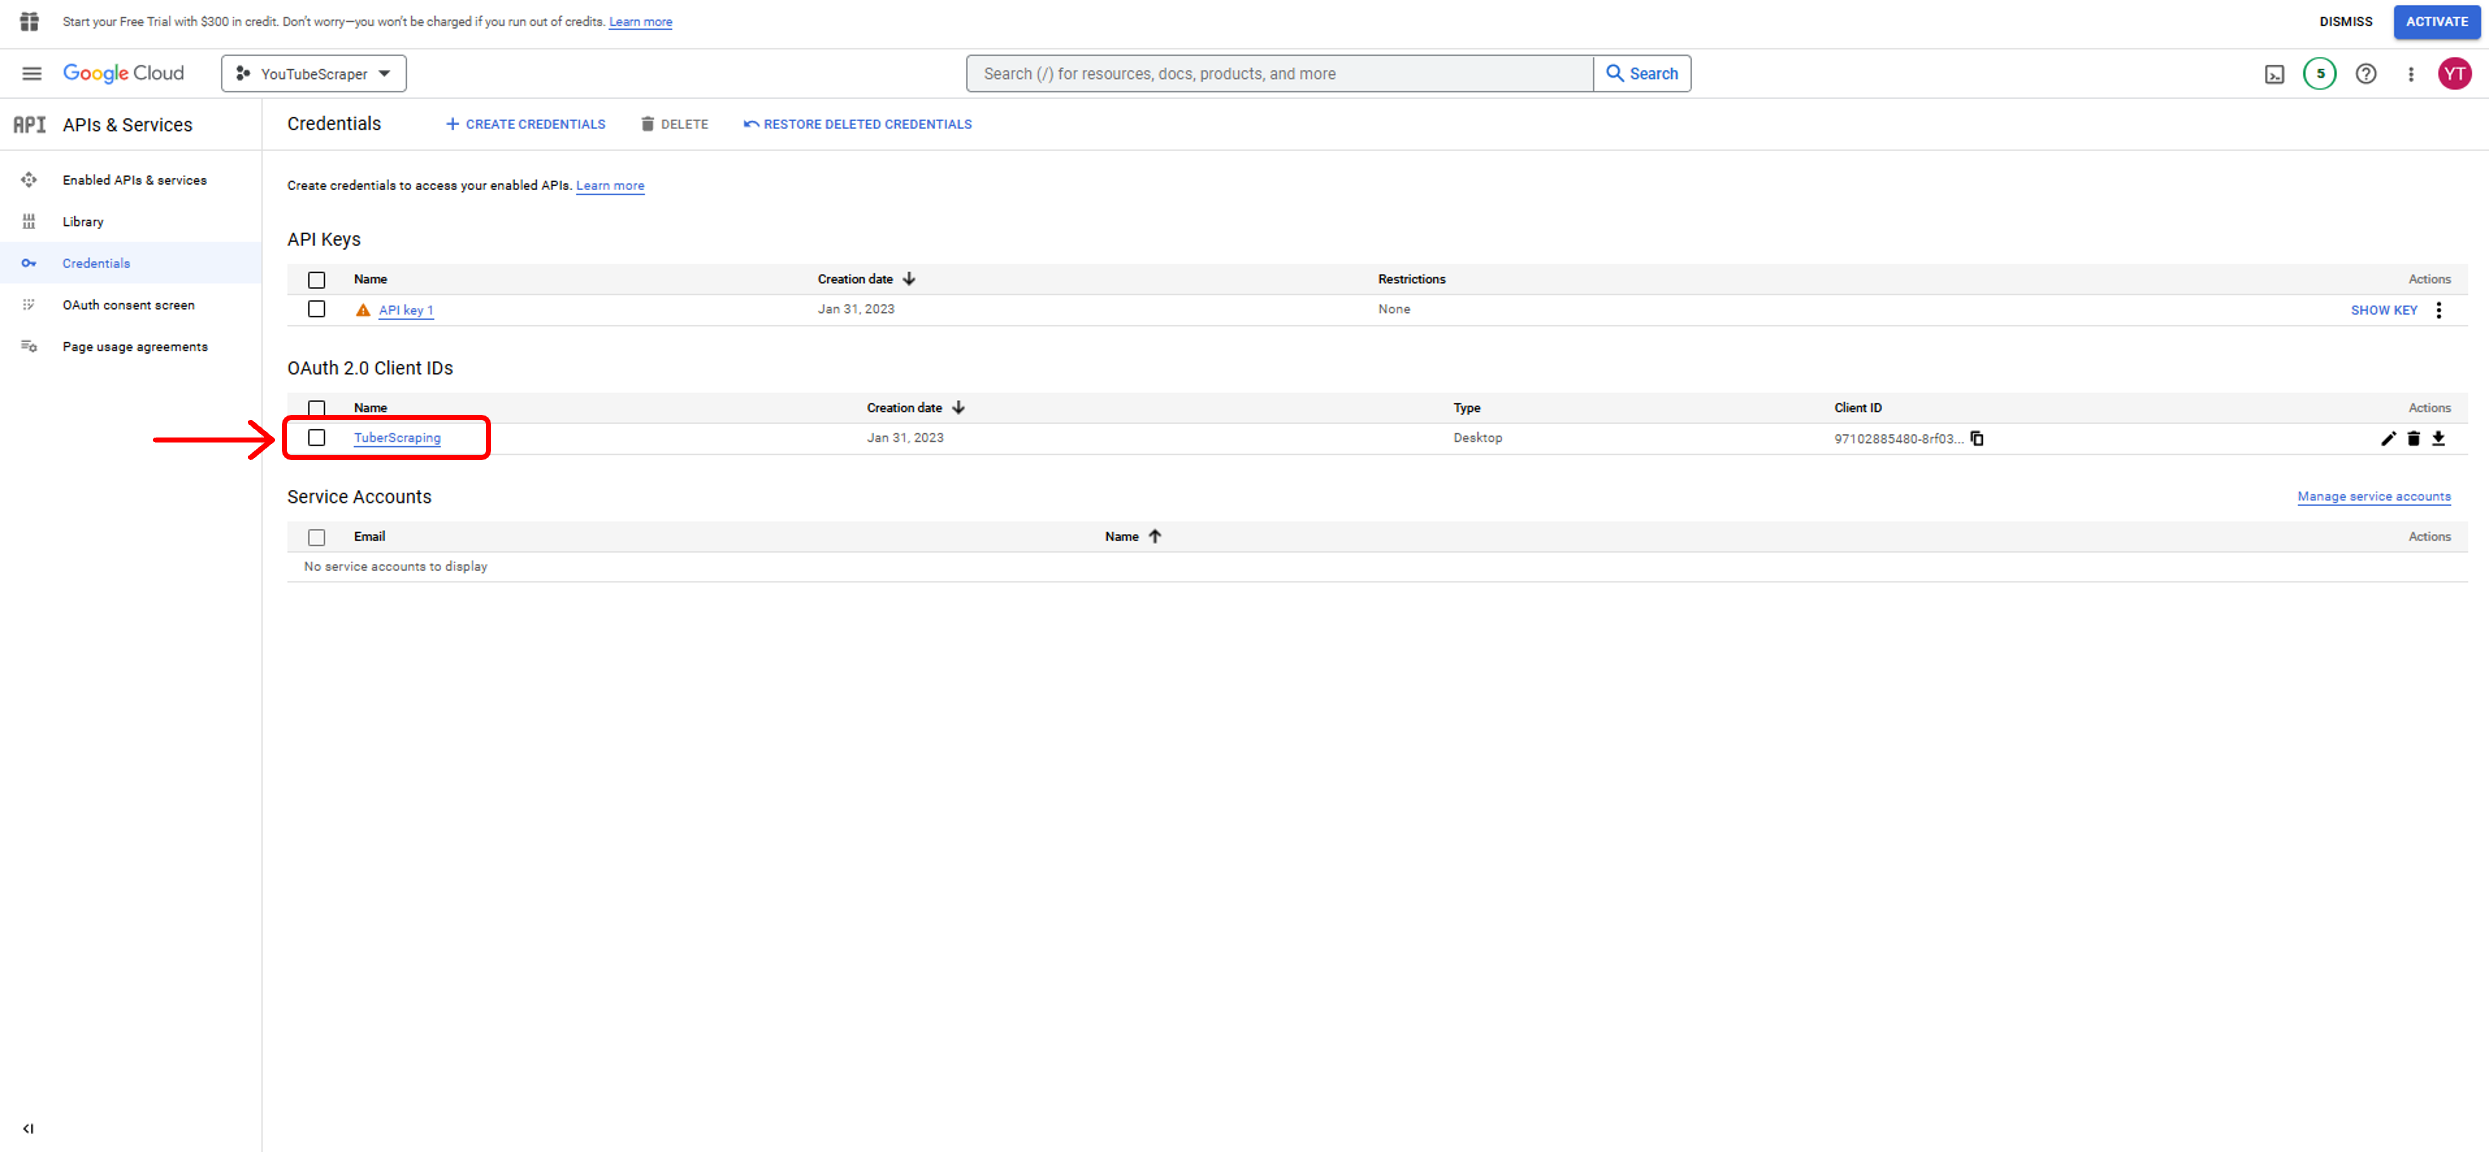 Start your Free Trial with $300 in credit. Don't worry—you won't be charged if you run out of credits. Learn more
DISMISS
ACTIVATE
Google Cloud
YouTubeScraper
Search (/) for resources, docs, products, and more
Search
5
YT
API APIs & Services
Credentials
CREATE CREDENTIALS
DELETE
RESTORE DELETED CREDENTIALS
Enabled APIs & services
Library
Credentials
OAuth consent screen
Page usage agreements
Create credentials to access your enabled APIs. Learn more
API Keys
Name Creation date Restrictions Actions
API key 1 Jan 31, 2023 None SHOW KEY
OAuth 2.0 Client IDs
Name Creation date Type Client ID Actions
TuberScraping Jan 31, 2023 Desktop 97102885480-8rf03...
Service Accounts
Manage service accounts
Email Name Actions
No service accounts to display